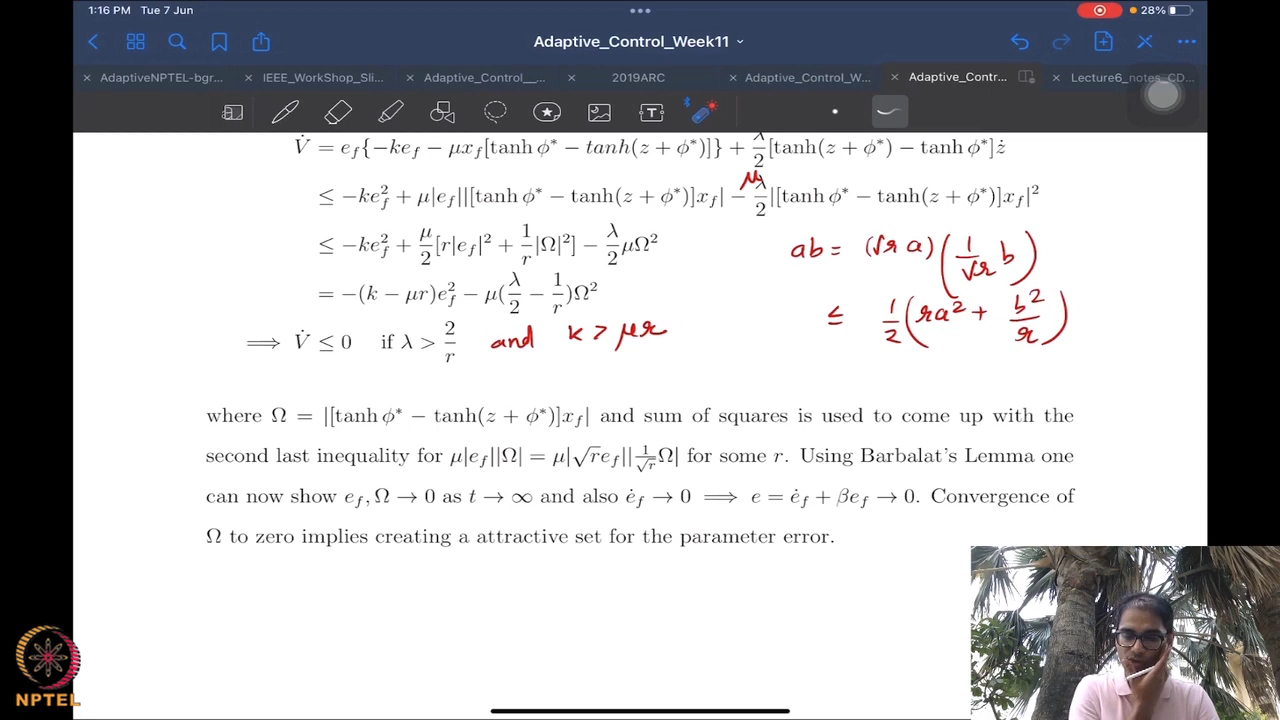 1:16 PM Tue 7 Jun
28%
Adaptive_Control_Week11
AdaptiveNPTEL-bgr...
IEEE_WorkShop_Sli...
Adaptive_Control__...
2019ARC
Adaptive_Control_W...
Adaptive_Contr...
Lecture6_notes_CD...
V̇ = e_f{−ke_f − μx_f[tanh ϕ* − tanh(z + ϕ*)]} + λ/2 [tanh(z + ϕ*) − tanh ϕ*]ż
≤ −ke_f² + μ|e_f||[tanh ϕ* − tanh(z + ϕ*)]x_f| − μ λ/2 |[tanh ϕ* − tanh(z + ϕ*)]x_f|²
≤ −ke_f² + μ/2 [r|e_f|² + 1/r |Ω|²] − λ/2 μΩ²
ab = (√r a)(1/√r b)
= −(k − μr)e_f² − μ(λ/2 − 1/r)Ω²
≤ 1/2 (ra² + b²/r)
⟹ V̇ ≤ 0 if λ > 2/r and k > μr
where Ω = |[tanh ϕ* − tanh(z + ϕ*)]x_f| and sum of squares is used to come up with the
second last inequality for μ|e_f||Ω| = μ|√r e_f||1/√r Ω| for some r. Using Barbalat's Lemma one
can now show e_f, Ω → 0 as t → ∞ and also ė_f → 0 ⟹ e = ė_f + βe_f → 0. Convergence of
Ω to zero implies creating a attractive set for the parameter error.
NPTEL